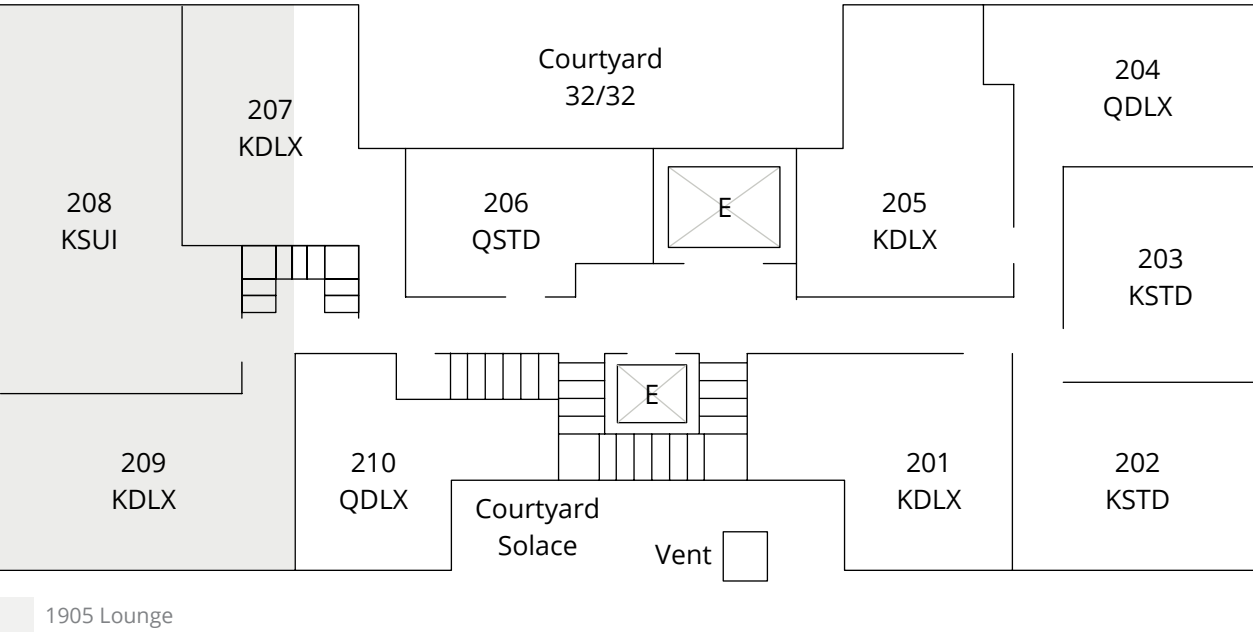 Courtyard
32/32
204
QDLX
207
KDLX
208
KSUI
206
QSTD
E
205
KDLX
203
KSTD
E
209
KDLX
210
QDLX
201
KDLX
202
KSTD
Courtyard
Solace
Vent
1905 Lounge